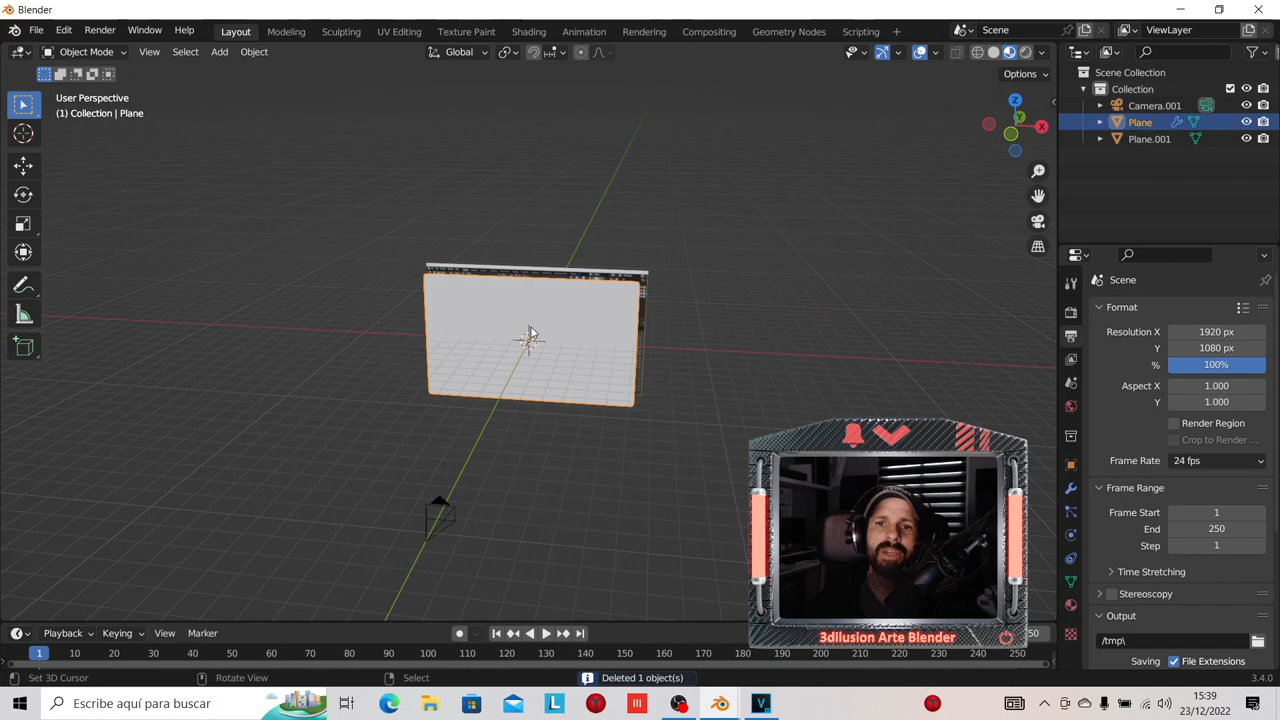 Blender
File Edit Render Window Help Layout Modeling Sculpting UV Editing Texture Paint Shading Animation Rendering Compositing Geometry Nodes Scripting + Scene ViewLayer
Object Mode View Select Add Object Global
Options
User Perspective
(1) Collection | Plane
Z
Y
X
Scene Collection
Collection
Camera.001
Plane
Plane.001
Scene
Format
Resolution X 1920 px
Y 1080 px
% 100%
Aspect X 1.000
Y 1.000
Render Region
Crop to Render ...
Frame Rate 24 fps
Frame Range
Frame Start 1
End 250
Step 1
Time Stretching
Stereoscopy
Output
/tmp\
Saving File Extensions
3dilusion Arte Blender
Playback Keying View Marker 50
1 10 20 30 40 50 60 70 80 90 100 110 120 130 140 150 160 170 180 190 200 210 220 230 240 250
Set 3D Cursor Rotate View Select Deleted 1 object(s) 3.4.0
Escribe aquí para buscar
15:39
23/12/2022